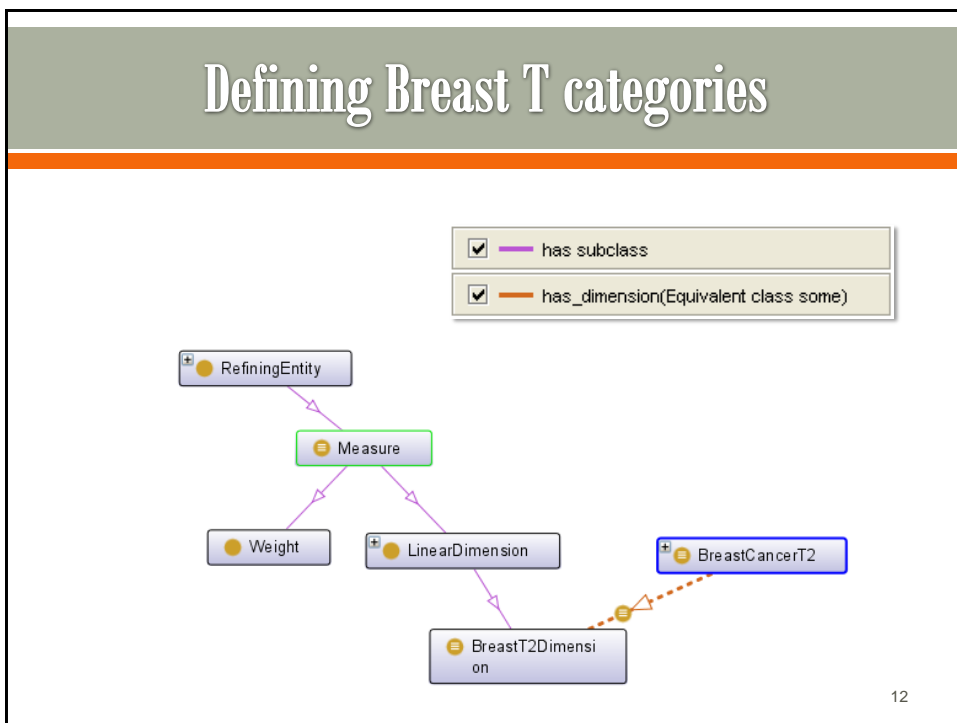 Defining Breast T categories
has subclass
has_dimension(Equivalent class some)
RefiningEntity
Measure
Weight
LinearDimension
BreastCancerT2
BreastT2Dimensi
on
12